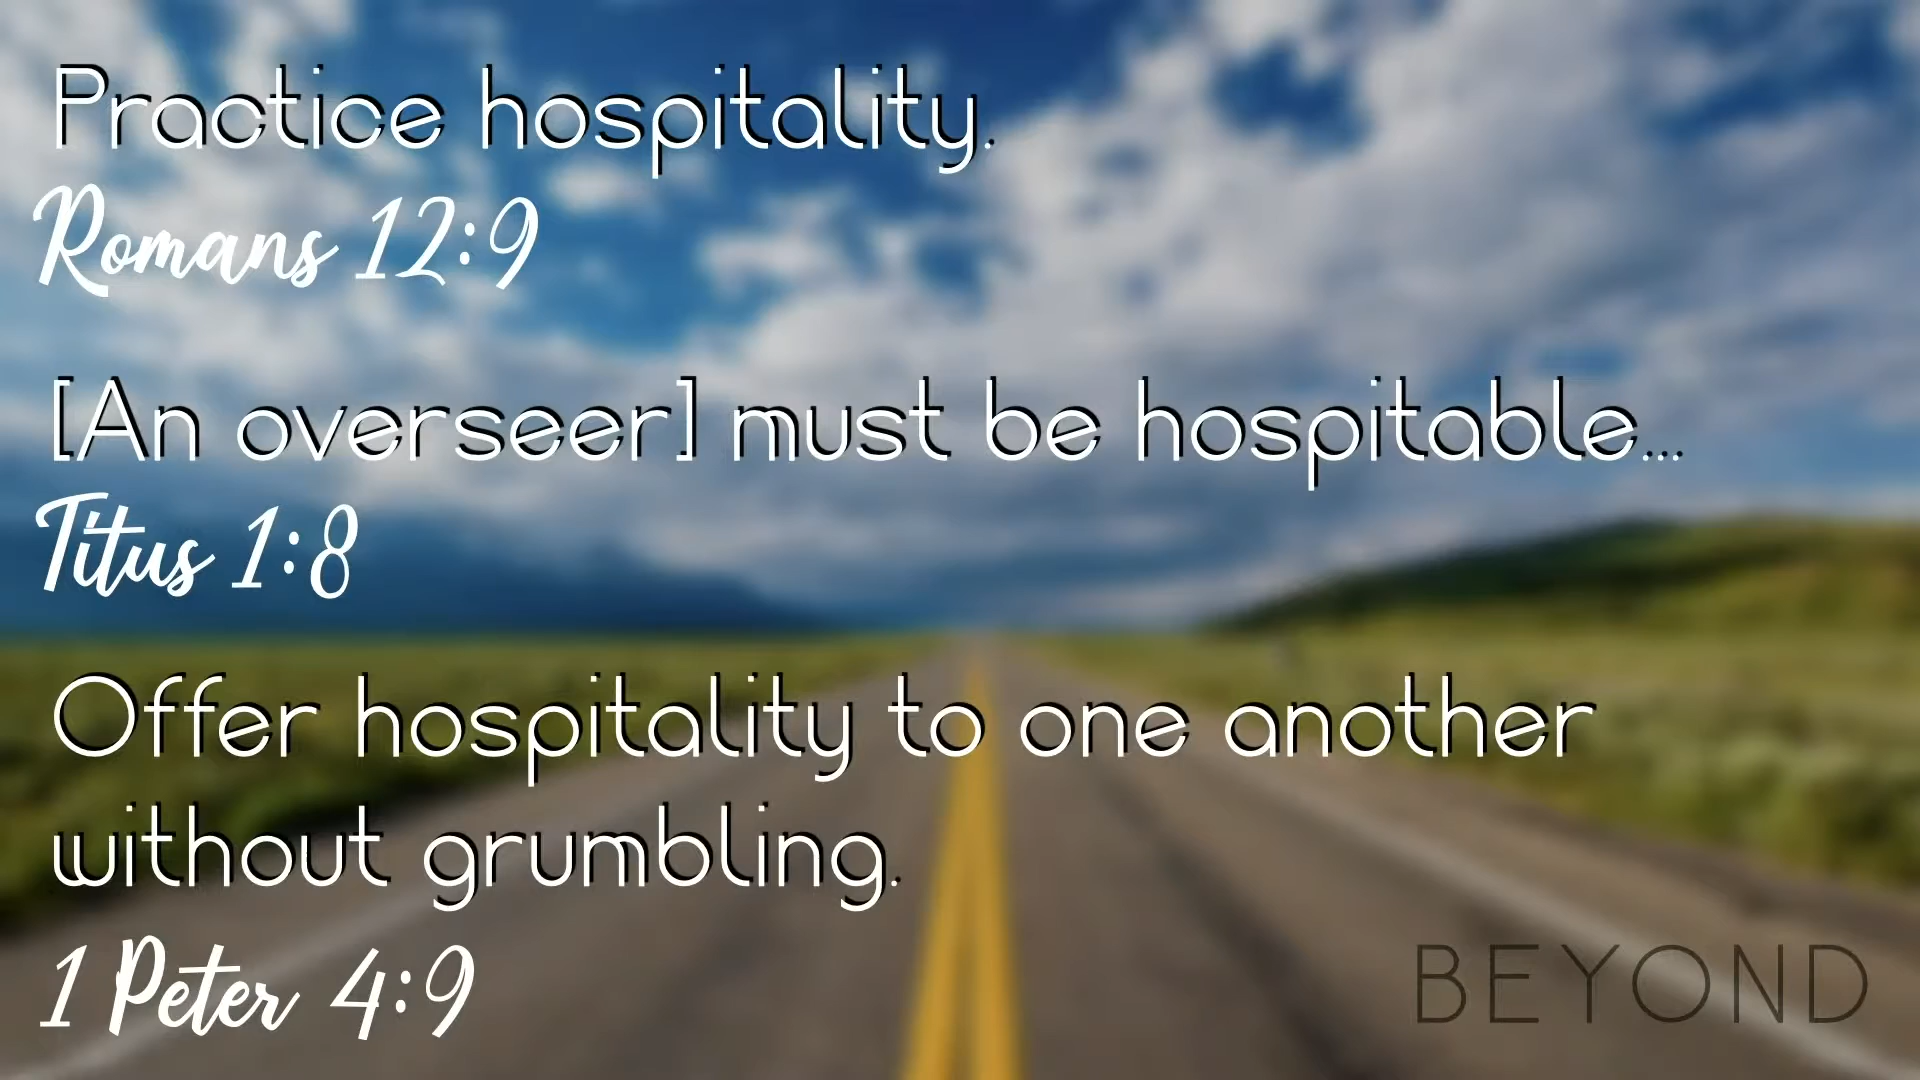 Practice hospitality.
Romans 12:9
[An overseer] must be hospitable...
Titus 1:8
Offer hospitality to one another
without grumbling.
1 Peter 4:9
BEYOND